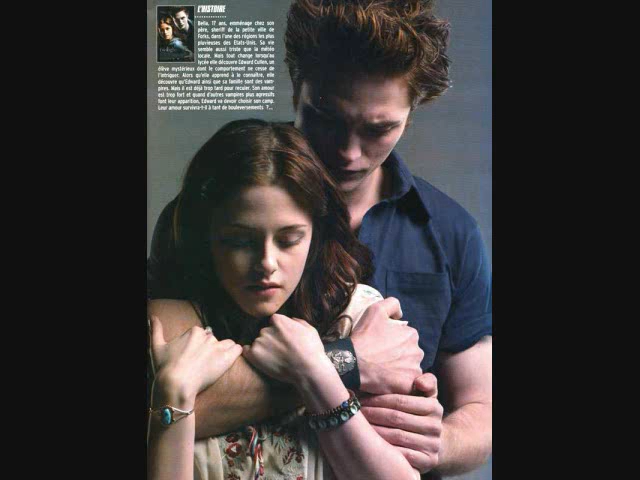 L'HISTOIRE
Bella, 17 ans, emménage chez son
père, sheriff de la petite ville de
Forks, dans l'une des régions les plus
pluvieuses des Etats-Unis. Sa vie
semble aussi triste que la météo
locale. Mais tout change lorsqu'au
lycée elle découvre Edward Cullen, un
élève mystérieux dont le comportement ne cesse de
l'intriguer. Alors qu'elle apprend à le connaître, elle
découvre qu'Edward ainsi que sa famille sont des vam-
pires. Mais il est déjà trop tard pour reculer. Son amour
est trop fort et quand d'autres vampires plus agressifs
font leur apparition, Edward va devoir choisir son camp.
Leur amour survivra-t-il à tant de bouleversements ?...